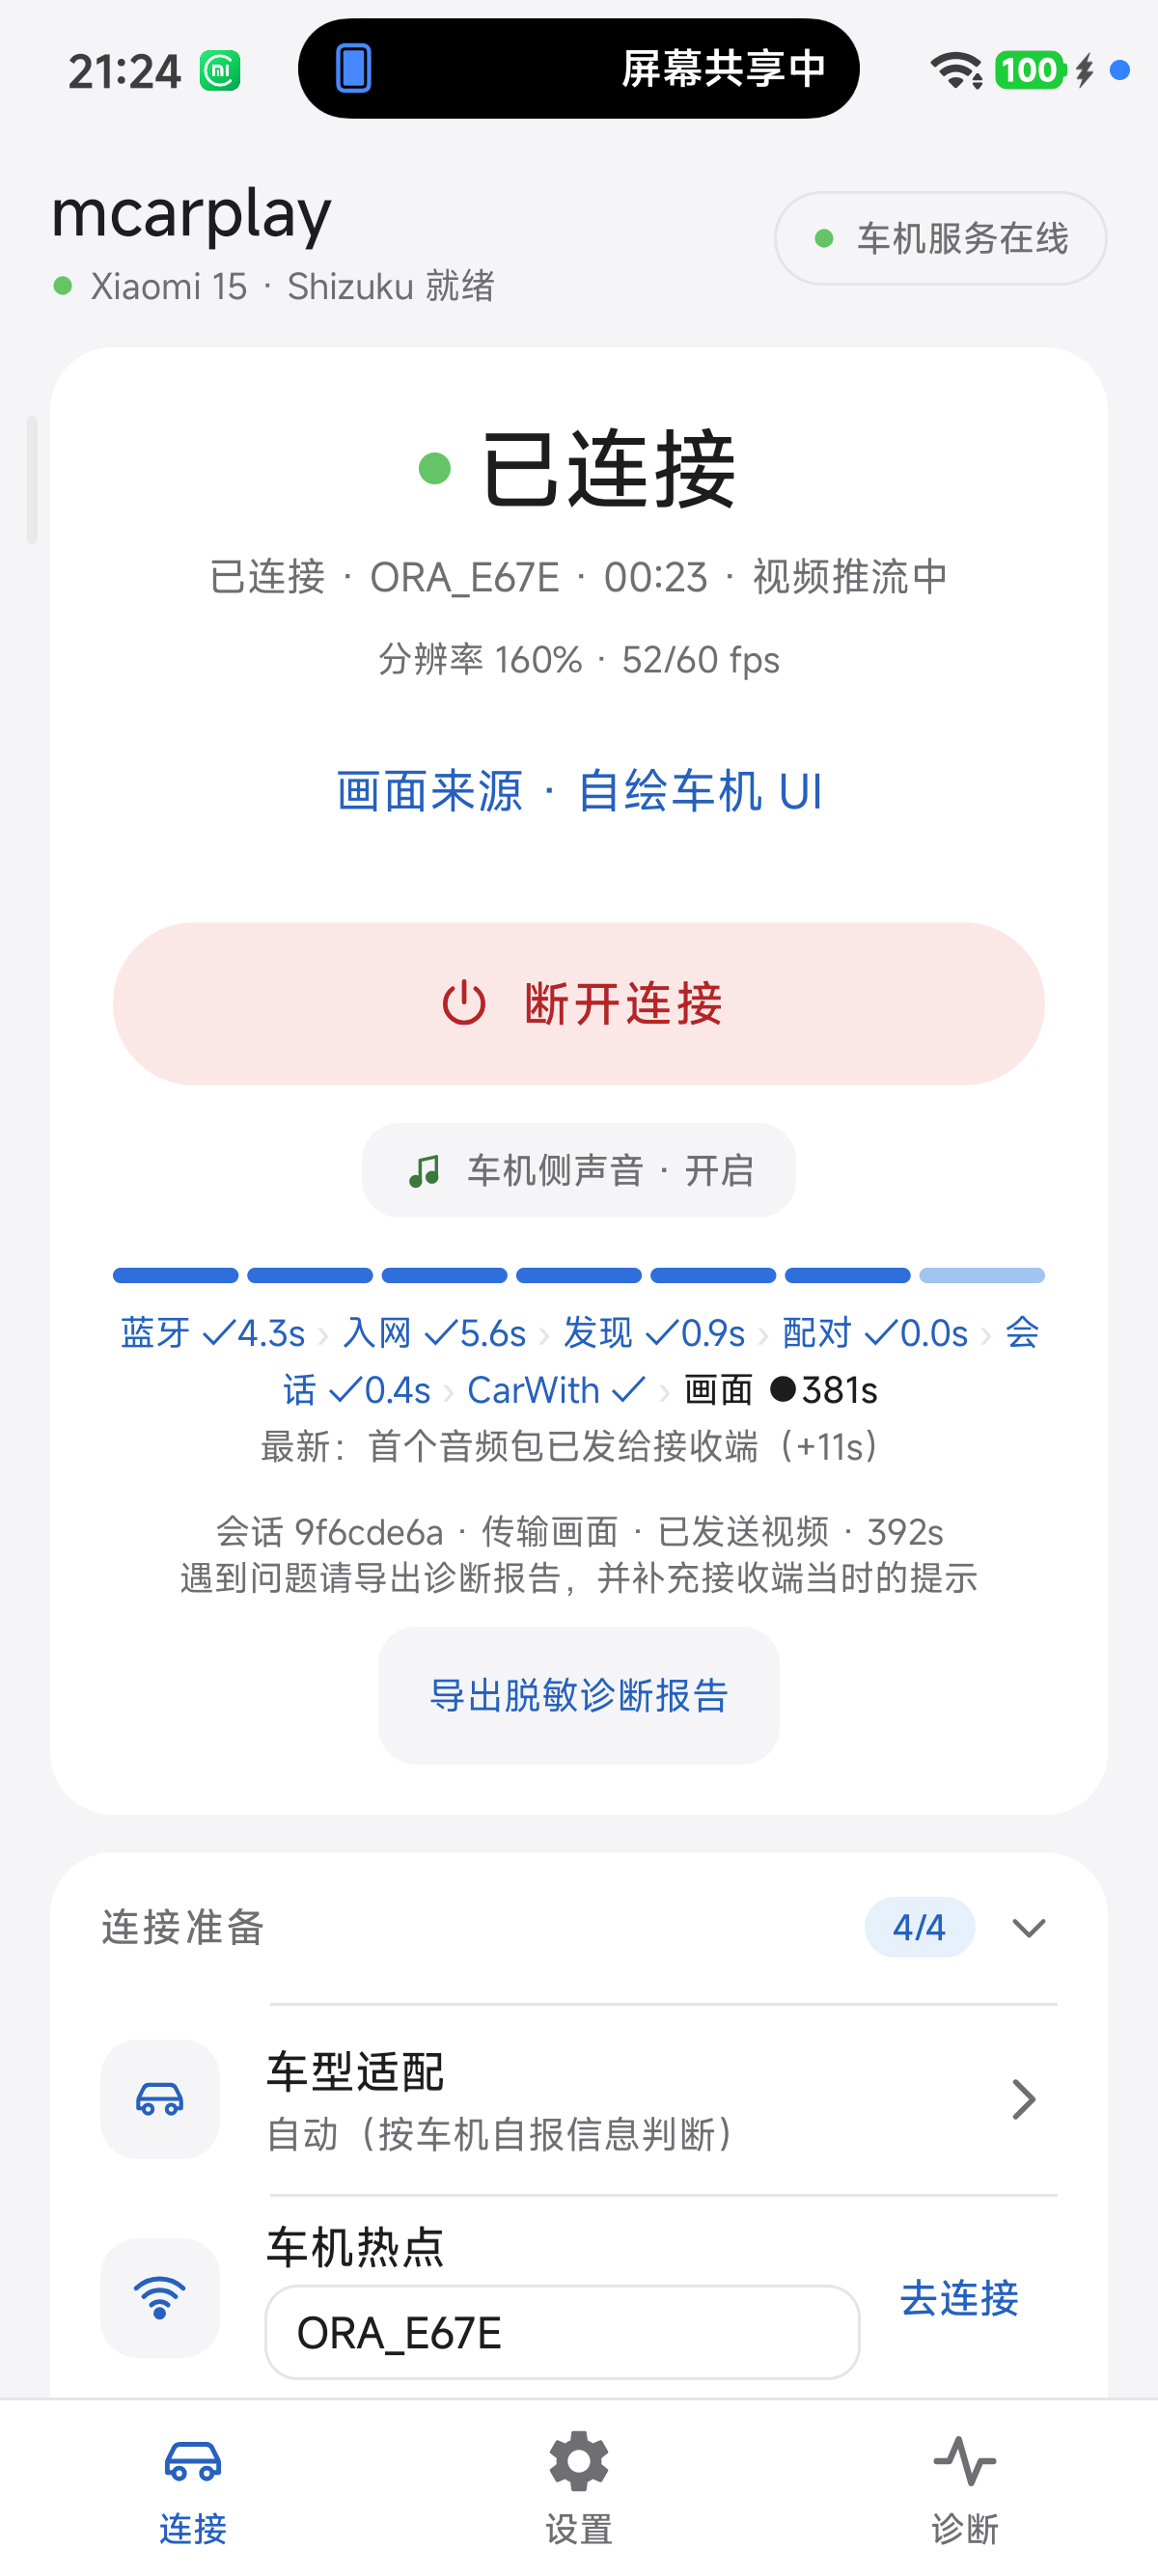 21:24
屏幕共享中
100
mcarplay
车机服务在线
Xiaomi 15 · Shizuku 就绪
已连接
已连接 · ORA_E67E · 00:23 · 视频推流中
分辨率 160% · 52/60 fps
画面来源 · 自绘车机 UI
断开连接
车机侧声音 · 开启
蓝牙 ✓4.3s › 入网 ✓5.6s › 发现 ✓0.9s › 配对 ✓0.0s › 会
话 ✓0.4s › CarWith ✓ › 画面 ●381s
最新：首个音频包已发给接收端（+11s）
会话 9f6cde6a · 传输画面 · 已发送视频 · 392s
遇到问题请导出诊断报告，并补充接收端当时的提示
导出脱敏诊断报告
连接准备
4/4
车型适配
自动（按车机自报信息判断）
车机热点
ORA_E67E
去连接
连接
设置
诊断